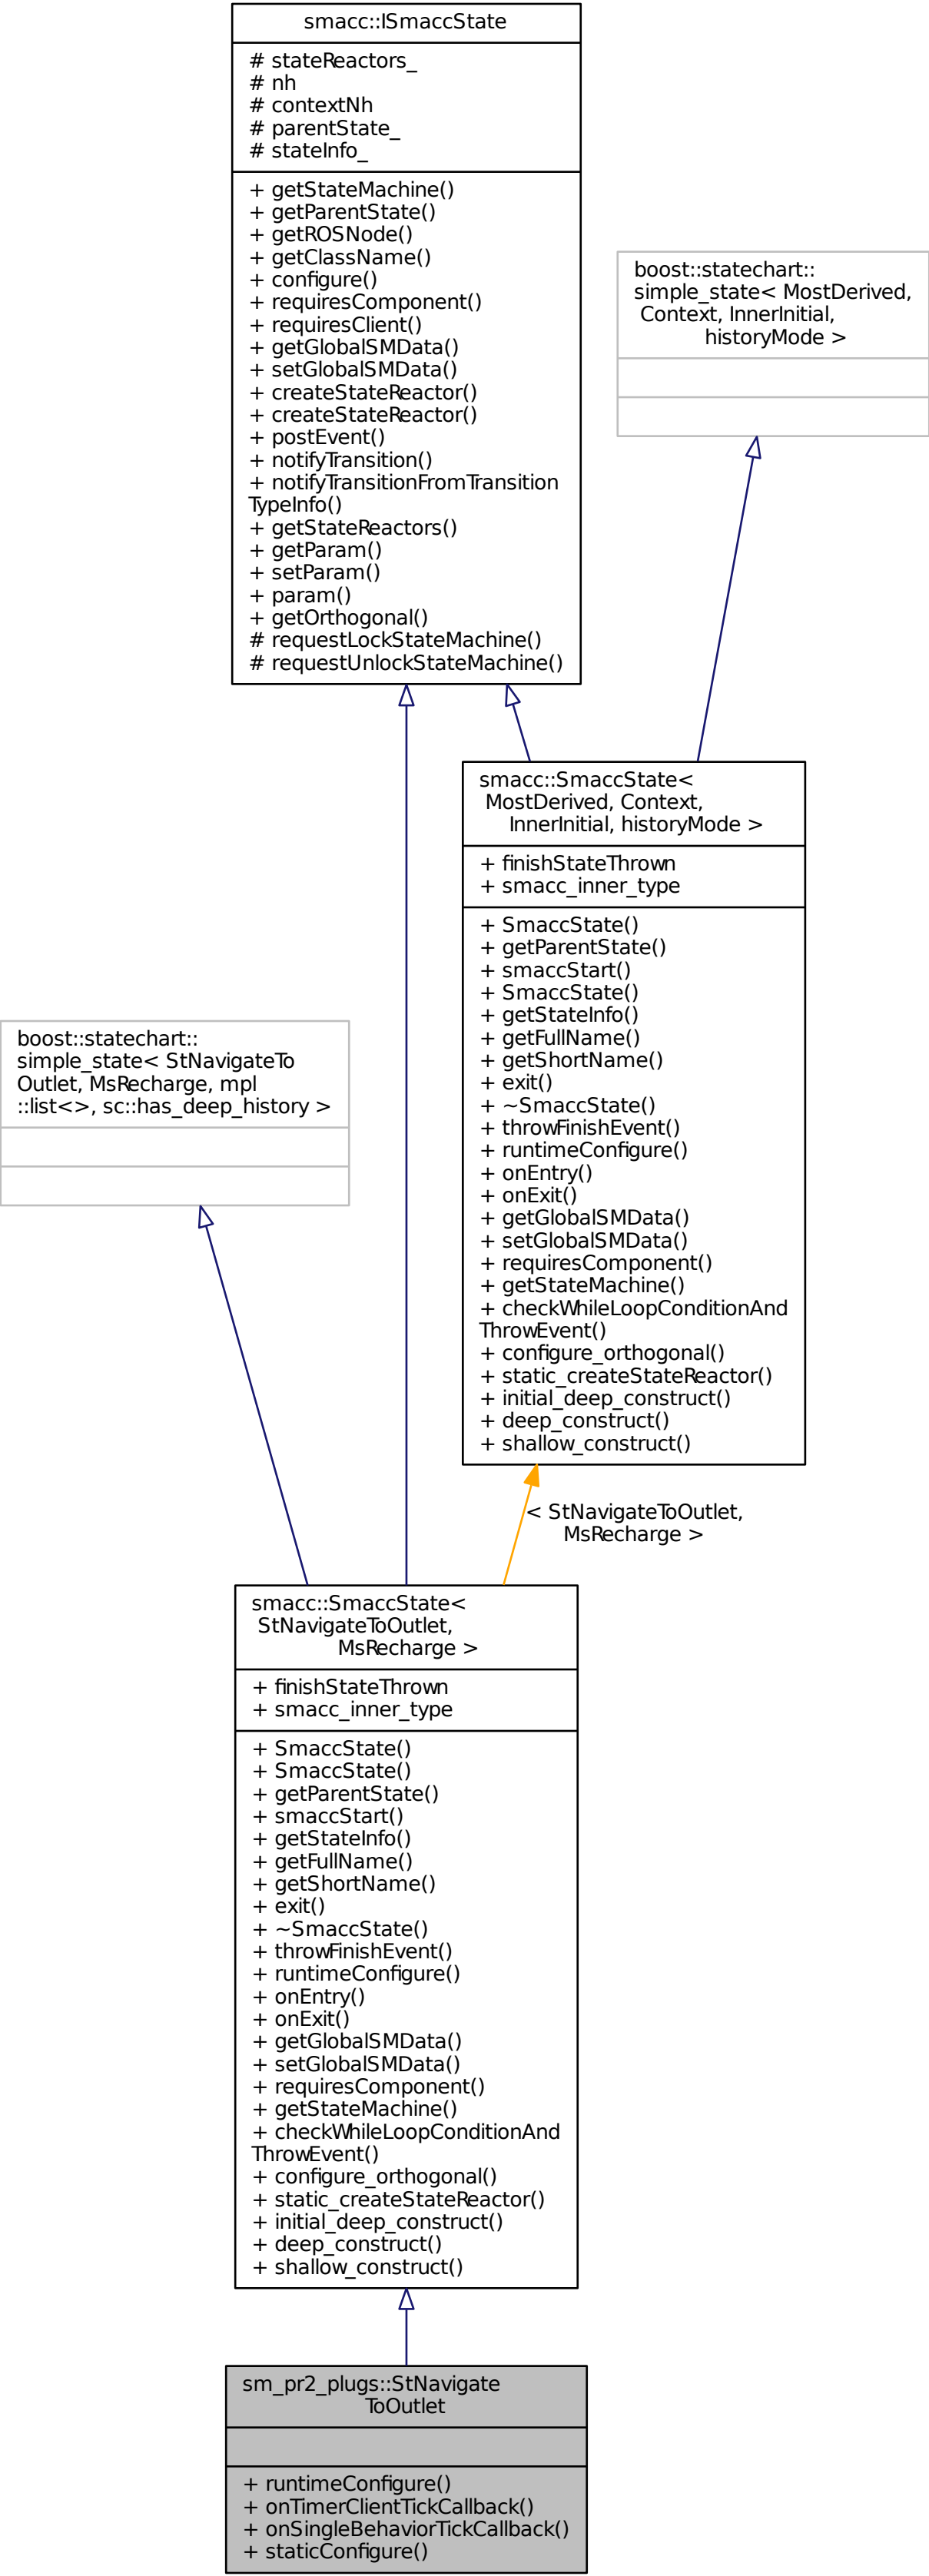 smacc::ISmaccState
# stateReactors_
# nh
# contextNh
# parentState_
# stateInfo_
+ getStateMachine()
+ getParentState()
+ getROSNode()
+ getClassName()
+ configure()
+ requiresComponent()
+ requiresClient()
+ getGlobalSMData()
+ setGlobalSMData()
+ createStateReactor()
+ createStateReactor()
+ postEvent()
+ notifyTransition()
+ notifyTransitionFromTransition
TypeInfo()
+ getStateReactors()
+ getParam()
+ setParam()
+ param()
+ getOrthogonal()
# requestLockStateMachine()
# requestUnlockStateMachine()
boost::statechart::
simple_state< MostDerived,
Context, InnerInitial,
historyMode >
smacc::SmaccState<
MostDerived, Context,
InnerInitial, historyMode >
+ finishStateThrown
+ smacc_inner_type
+ SmaccState()
+ getParentState()
+ smaccStart()
+ SmaccState()
+ getStateInfo()
+ getFullName()
+ getShortName()
+ exit()
+ ~SmaccState()
+ throwFinishEvent()
+ runtimeConfigure()
+ onEntry()
+ onExit()
+ getGlobalSMData()
+ setGlobalSMData()
+ requiresComponent()
+ getStateMachine()
+ checkWhileLoopConditionAnd
ThrowEvent()
+ configure_orthogonal()
+ static_createStateReactor()
+ initial_deep_construct()
+ deep_construct()
+ shallow_construct()
boost::statechart::
simple_state< StNavigateTo
Outlet, MsRecharge, mpl
::list<>, sc::has_deep_history >
< StNavigateToOutlet,
MsRecharge >
smacc::SmaccState<
StNavigateToOutlet,
MsRecharge >
+ finishStateThrown
+ smacc_inner_type
+ SmaccState()
+ SmaccState()
+ getParentState()
+ smaccStart()
+ getStateInfo()
+ getFullName()
+ getShortName()
+ exit()
+ ~SmaccState()
+ throwFinishEvent()
+ runtimeConfigure()
+ onEntry()
+ onExit()
+ getGlobalSMData()
+ setGlobalSMData()
+ requiresComponent()
+ getStateMachine()
+ checkWhileLoopConditionAnd
ThrowEvent()
+ configure_orthogonal()
+ static_createStateReactor()
+ initial_deep_construct()
+ deep_construct()
+ shallow_construct()
sm_pr2_plugs::StNavigate
ToOutlet
+ runtimeConfigure()
+ onTimerClientTickCallback()
+ onSingleBehaviorTickCallback()
+ staticConfigure()